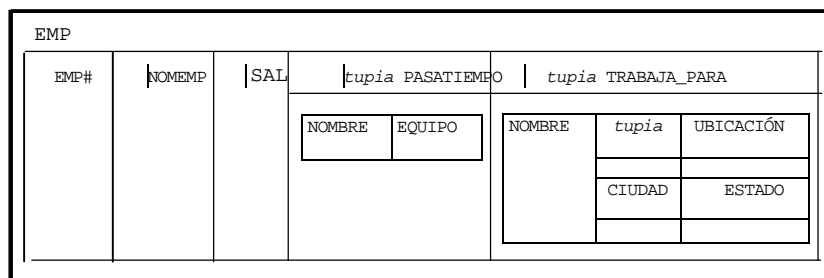 EMP
EMP# NOMEMP SAL tupia PASATIEMPO tupia TRABAJA_PARA
NOMBRE EQUIPO NOMBRE tupia UBICACIÓN
CIUDAD ESTADO